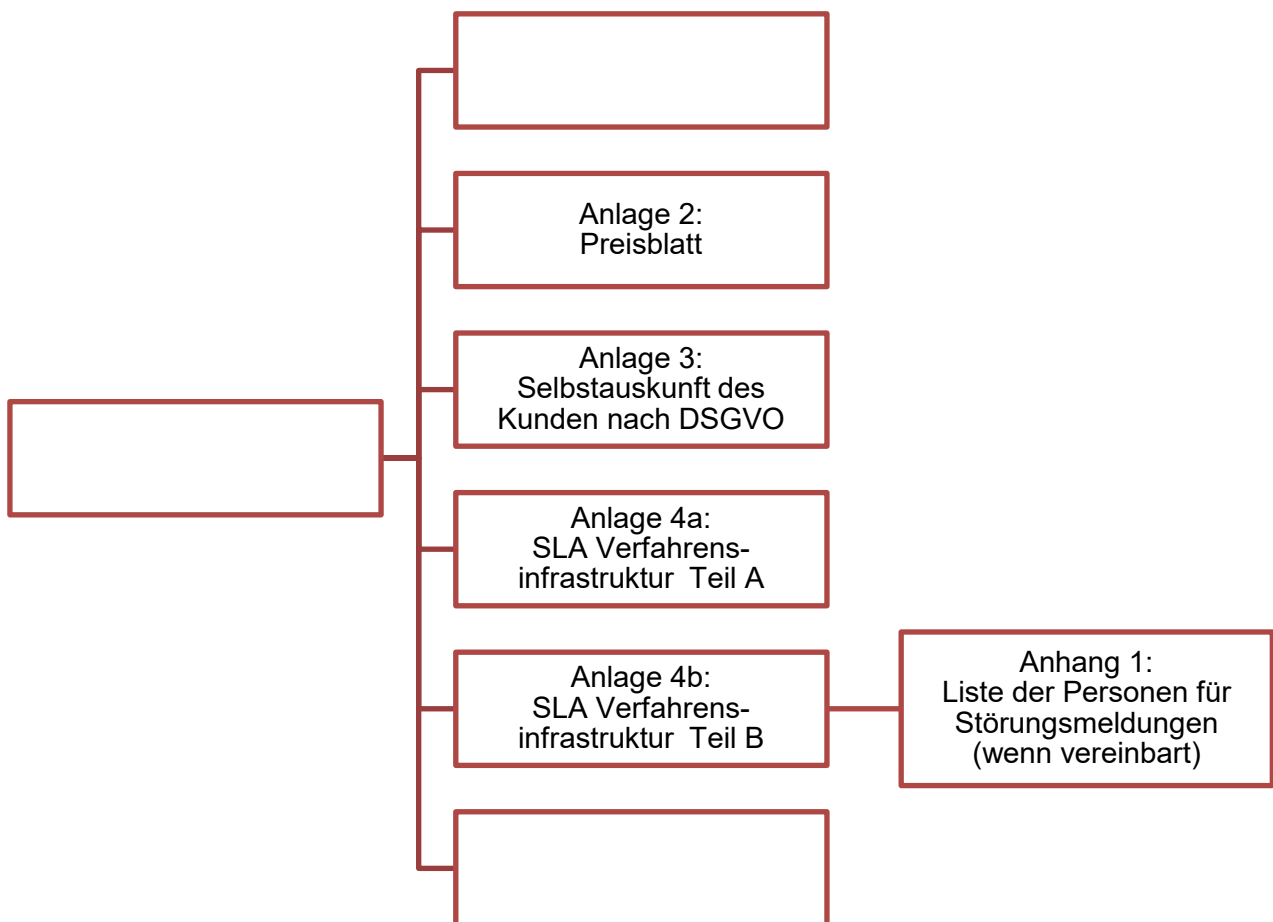 Anlage 2:
Preisblatt
Anlage 3:
Selbstauskunft des
Kunden nach DSGVO
Anlage 4a:
SLA Verfahrens-
infrastruktur  Teil A
Anlage 4b:
SLA Verfahrens-
infrastruktur  Teil B
Anhang 1:
Liste der Personen für
Störungsmeldungen
(wenn vereinbart)